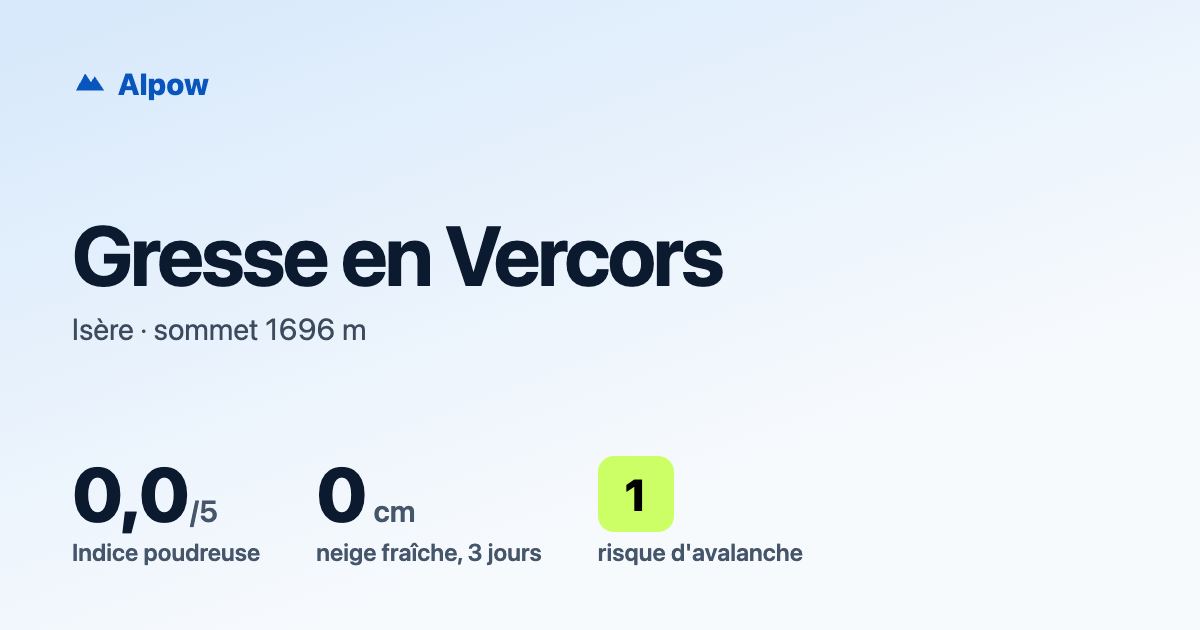 Alpow
Gresse en Vercors
Isère · sommet 1696 m
0,0/5
Indice poudreuse
0 cm
neige fraîche, 3 jours
1
risque d'avalanche